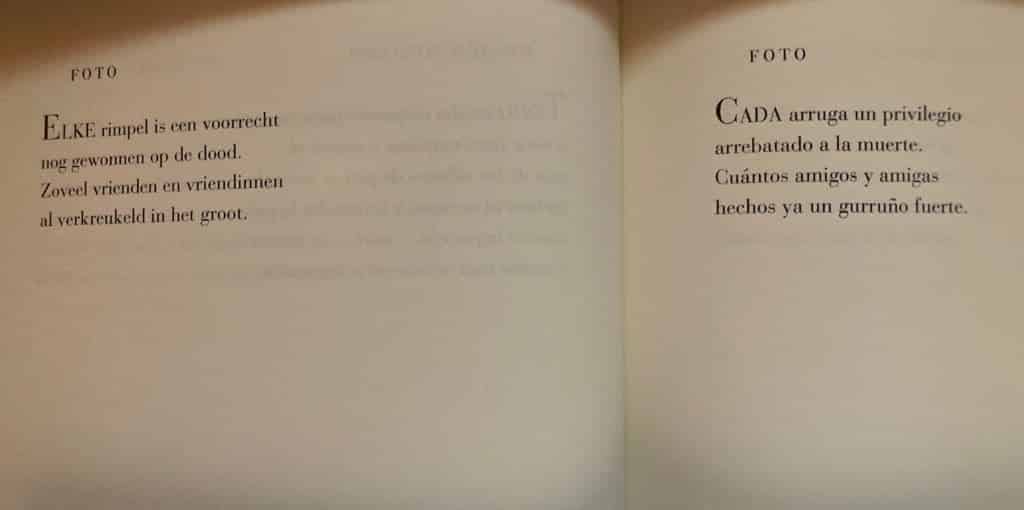 FOTO
ELKE rimpel is een voorrecht
nog gewonnen op de dood.
Zoveel vrienden en vriendinnen
al verkreukeld in het groot.
FOTO
CADA arruga un privilegio
arrebatado a la muerte.
Cuántos amigos y amigas
hechos ya un gurruño fuerte.